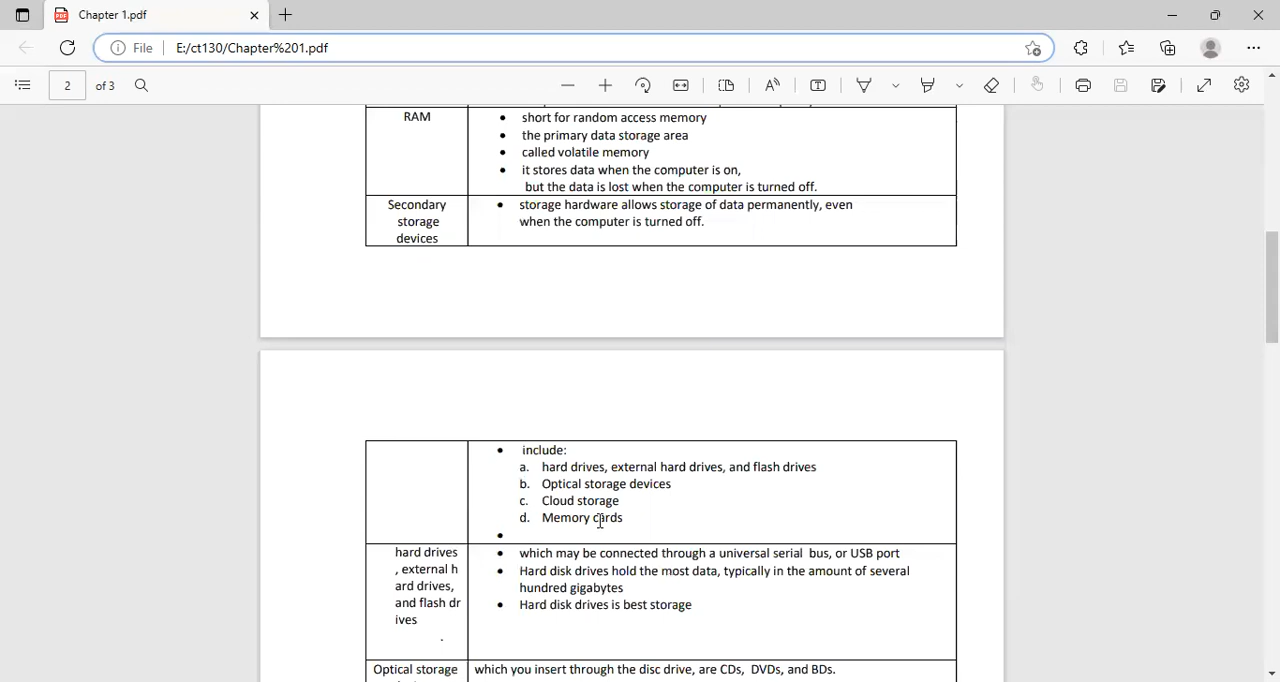 Chapter 1.pdf
File E:/ct130/Chapter%201.pdf
2 of 3
RAM
• short for random access memory
• the primary data storage area
• called volatile memory
• it stores data when the computer is on,
but the data is lost when the computer is turned off.
Secondary
storage
devices
• storage hardware allows storage of data permanently, even
when the computer is turned off.
• include:
a. hard drives, external hard drives, and flash drives
b. Optical storage devices
c. Cloud storage
d. Memory cards
•
hard drives
, external h
ard drives,
and flash dr
ives
.
• which may be connected through a universal serial bus, or USB port
• Hard disk drives hold the most data, typically in the amount of several
hundred gigabytes
• Hard disk drives is best storage
Optical storage
which you insert through the disc drive, are CDs, DVDs, and BDs.